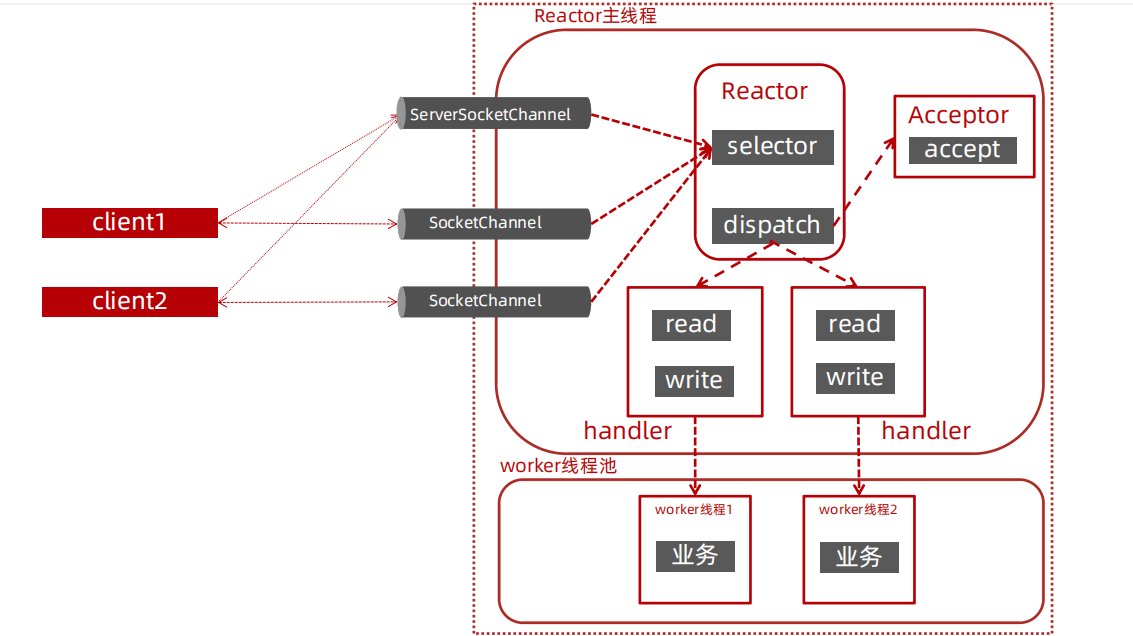 Reactor主线程
Reactor
Acceptor
ServerSocketChannel
selector
accept
client1
SocketChannel
dispatch
client2
SocketChannel
read
read
write
write
handler
handler
worker线程池
worker线程1
worker线程2
业务
业务